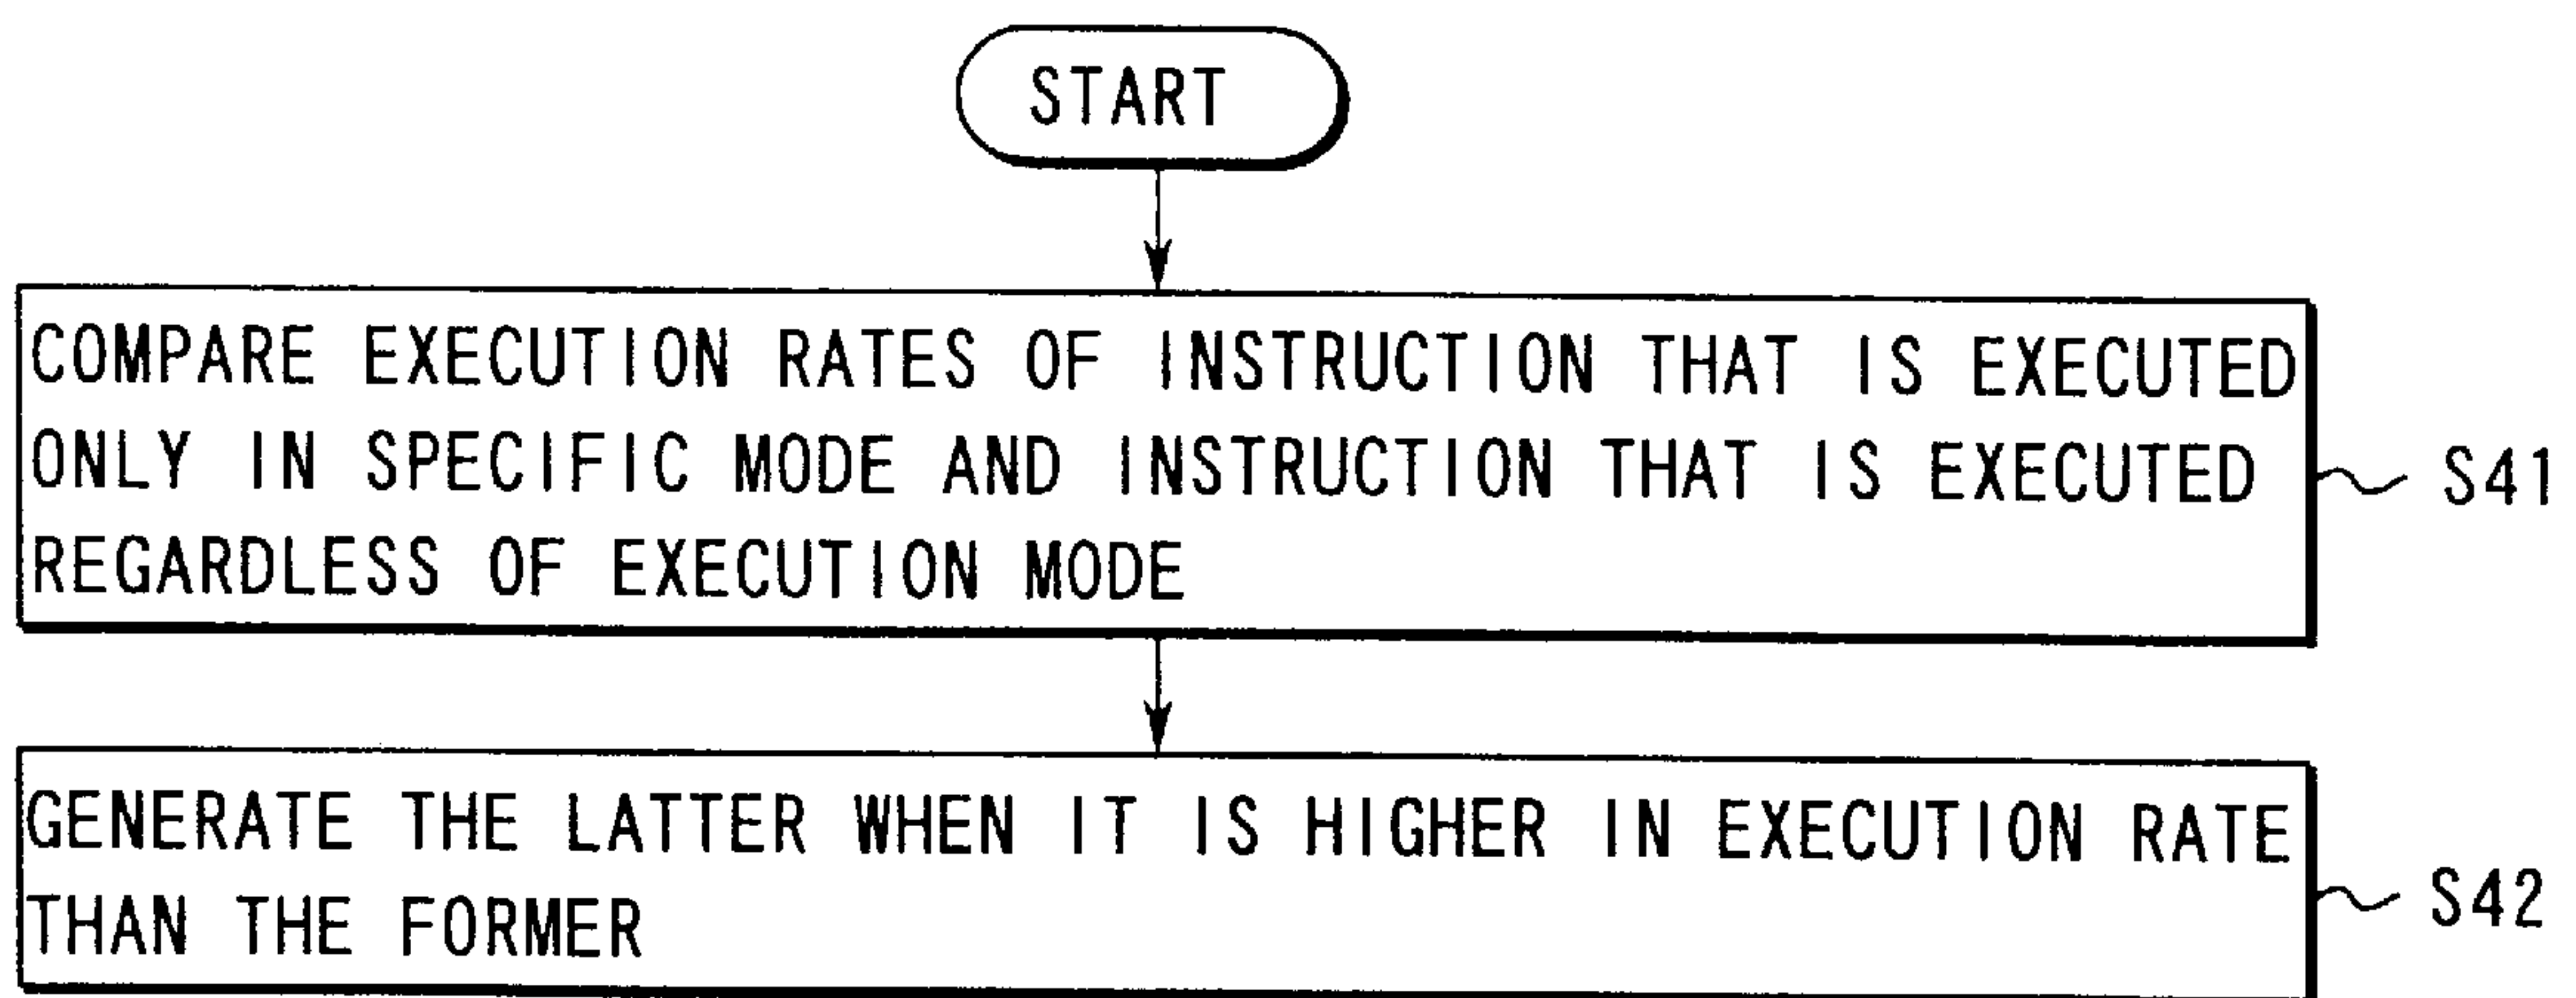 START
COMPARE EXECUTION RATES OF INSTRUCTION THAT IS EXECUTED
ONLY IN SPECIFIC MODE AND INSTRUCTION THAT IS EXECUTED
REGARDLESS OF EXECUTION MODE
S41
GENERATE THE LATTER WHEN IT IS HIGHER IN EXECUTION RATE
THAN THE FORMER
S42